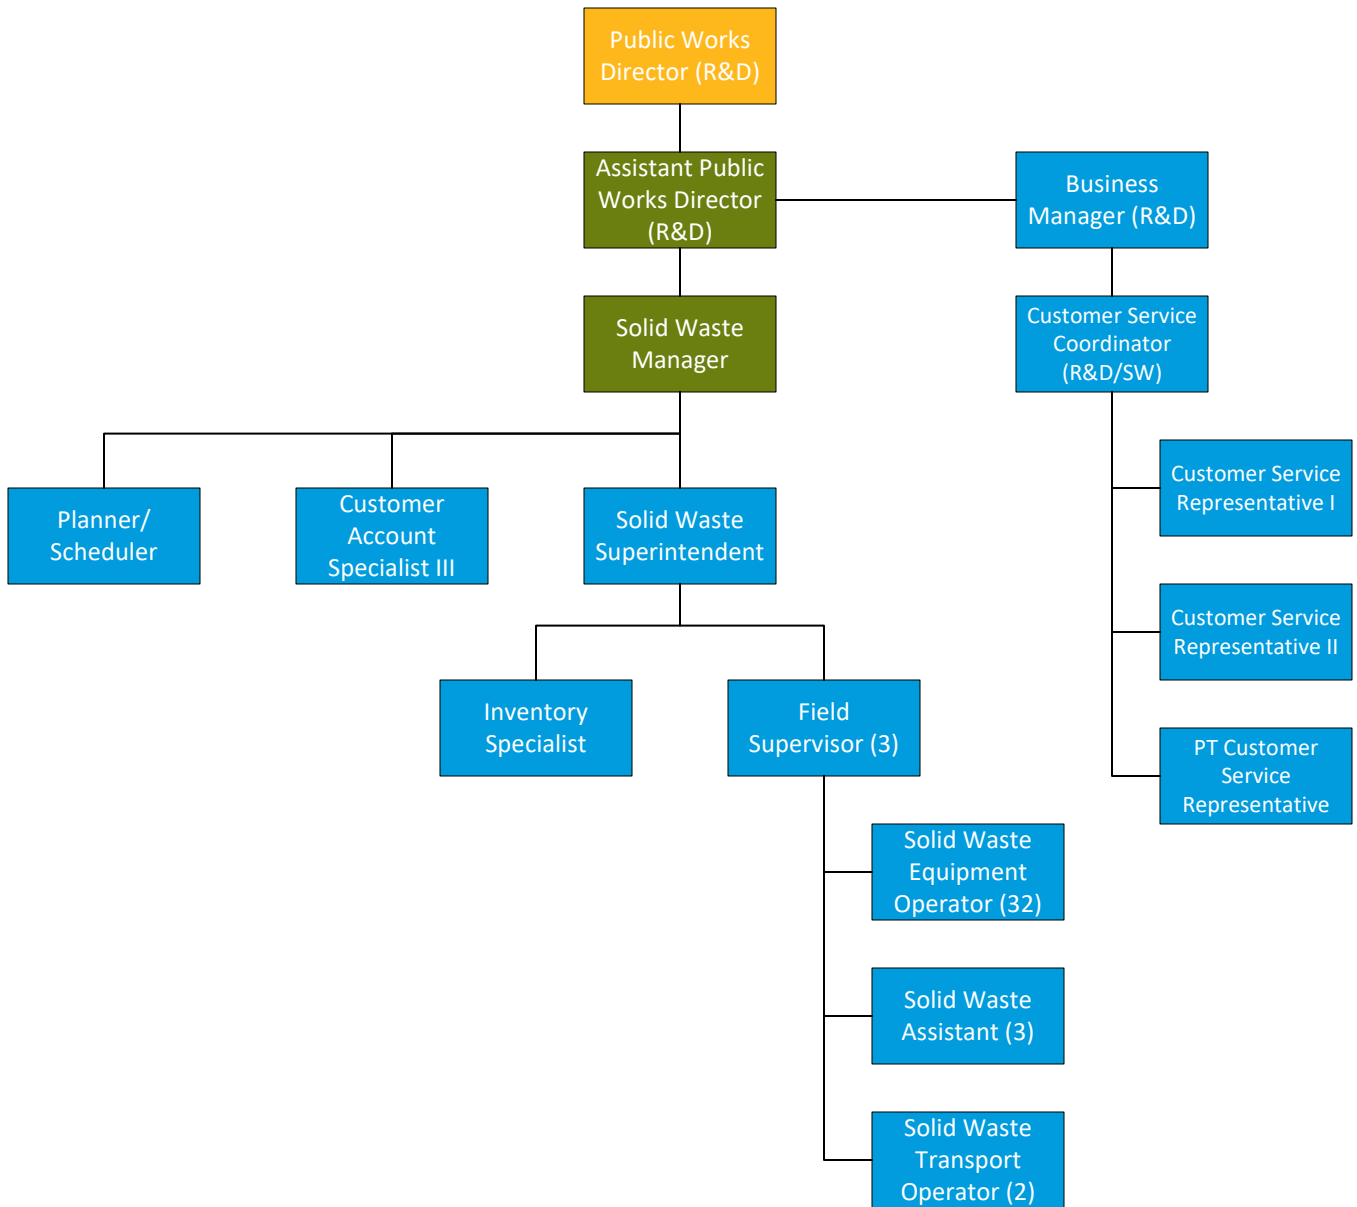 Public Works
Director (R&D)
Assistant Public
Works Director
(R&D)
Business
Manager (R&D)
Solid Waste
Manager
Customer Service
Coordinator
(R&D/SW)
Planner/
Scheduler
Customer
Account
Specialist III
Solid Waste
Superintendent
Customer Service
Representative I
Customer Service
Representative II
Inventory
Specialist
Field
Supervisor (3)
PT Customer
Service
Representative
Solid Waste
Equipment
Operator (32)
Solid Waste
Assistant (3)
Solid Waste
Transport
Operator (2)